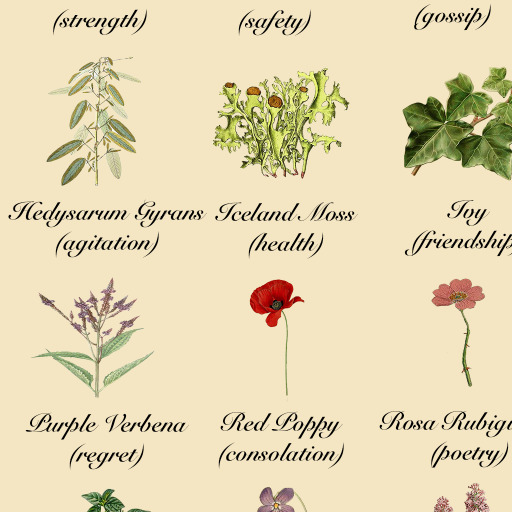 (strength) (safety) (gossip)
Hedysarum Gyrans Iceland Moss Ivy
(agitation) (health) (friendship
Purple Verbena Red Poppy Rosa
(regret) (consolation) (poetry)